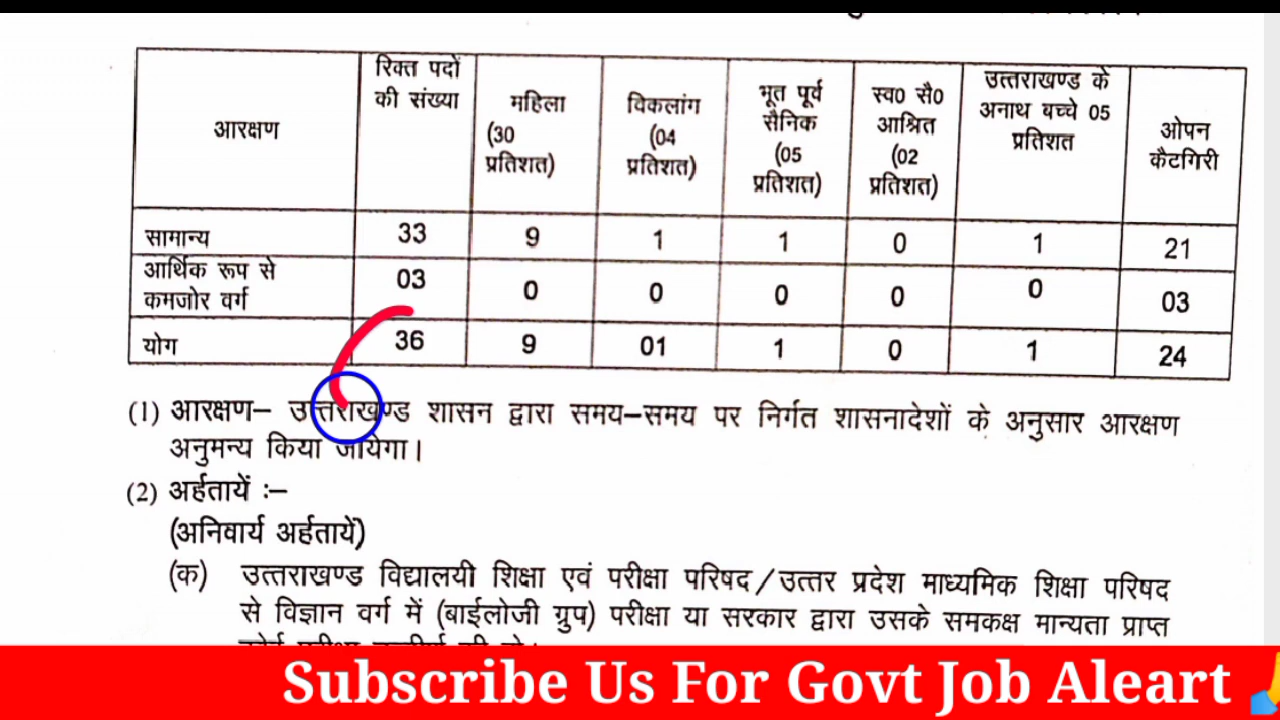 आरक्षण
रिक्त पदों
की संख्या
महिला
(30
प्रतिशत)
विकलांग
(04
प्रतिशत)
भूत पूर्व
सैनिक
(05
प्रतिशत)
स्व0 सै0
आश्रित
(02
प्रतिशत)
उत्तराखण्ड के
अनाथ बच्चे 05
प्रतिशत
ओपन
कैटगिरी
सामान्य 33 9 1 1 0 1 21
आर्थिक रूप से
कमजोर वर्ग 03 0 0 0 0 0 03
योग 36 9 01 1 0 1 24
(1) आरक्षण– उत्तराखण्ड शासन द्वारा समय–समय पर निर्गत शासनादेशों के अनुसार आरक्षण
अनुमन्य किया जायेगा।
(2) अर्हतायें :–
(अनिवार्य अर्हतायें)
(क) उत्तराखण्ड विद्यालयी शिक्षा एवं परीक्षा परिषद/उत्तर प्रदेश माध्यमिक शिक्षा परिषद
से विज्ञान वर्ग में (बाईलोजी ग्रुप) परीक्षा या सरकार द्वारा उसके समकक्ष मान्यता प्राप्त
Subscribe Us For Govt Job Aleart